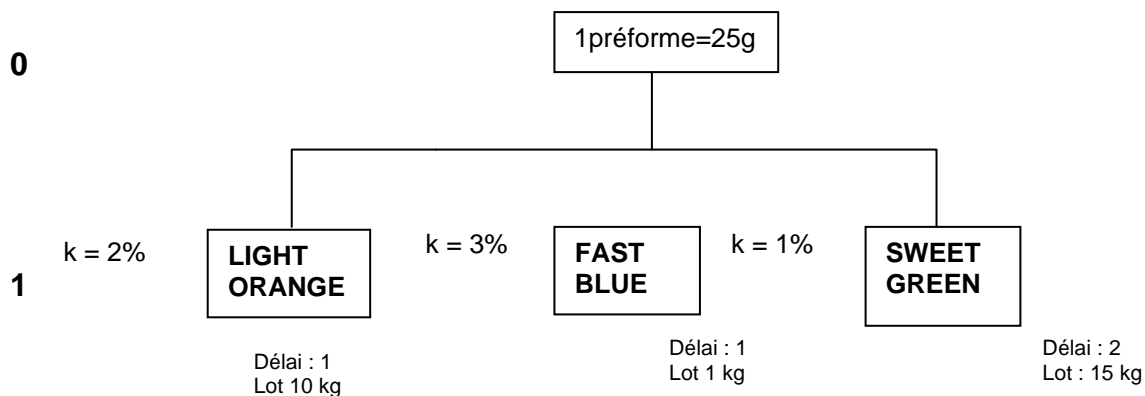 1préforme=25g
0
k = 2%
LIGHT
ORANGE
k = 3%
FAST
BLUE
k = 1%
SWEET
GREEN
1
Délai : 1
Lot 10 kg
Délai : 1
Lot 1 kg
Délai : 2
Lot : 15 kg